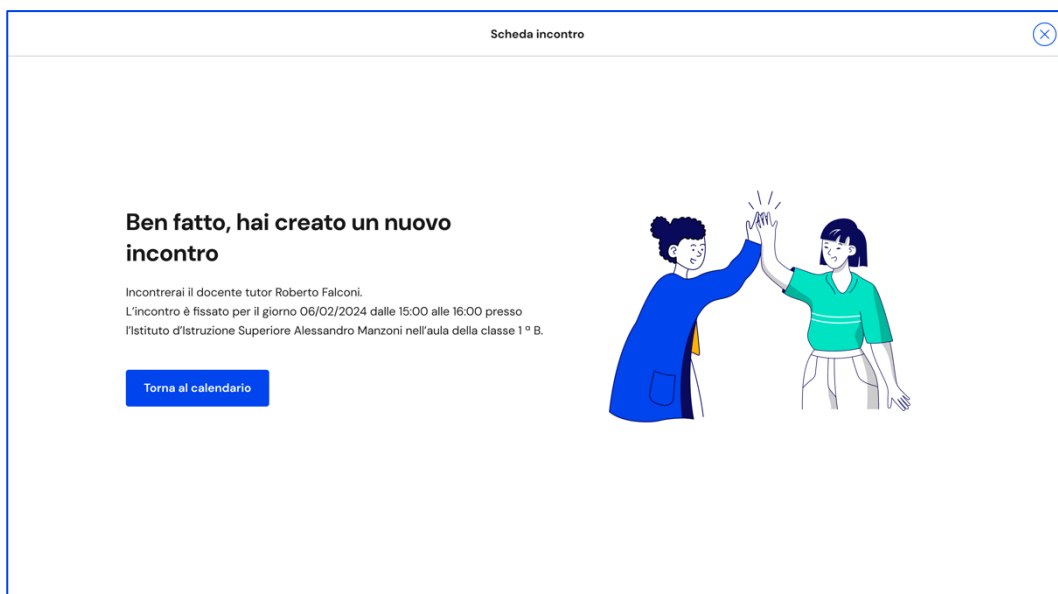 Scheda incontro
Ben fatto, hai creato un nuovo
incontro
Incontrerai il docente tutor Roberto Falconi.
L'incontro è fissato per il giorno 06/02/2024 dalle 15:00 alle 16:00 presso
l'Istituto d'Istruzione Superiore Alessandro Manzoni nell'aula della classe 1 ª B.
Torna al calendario